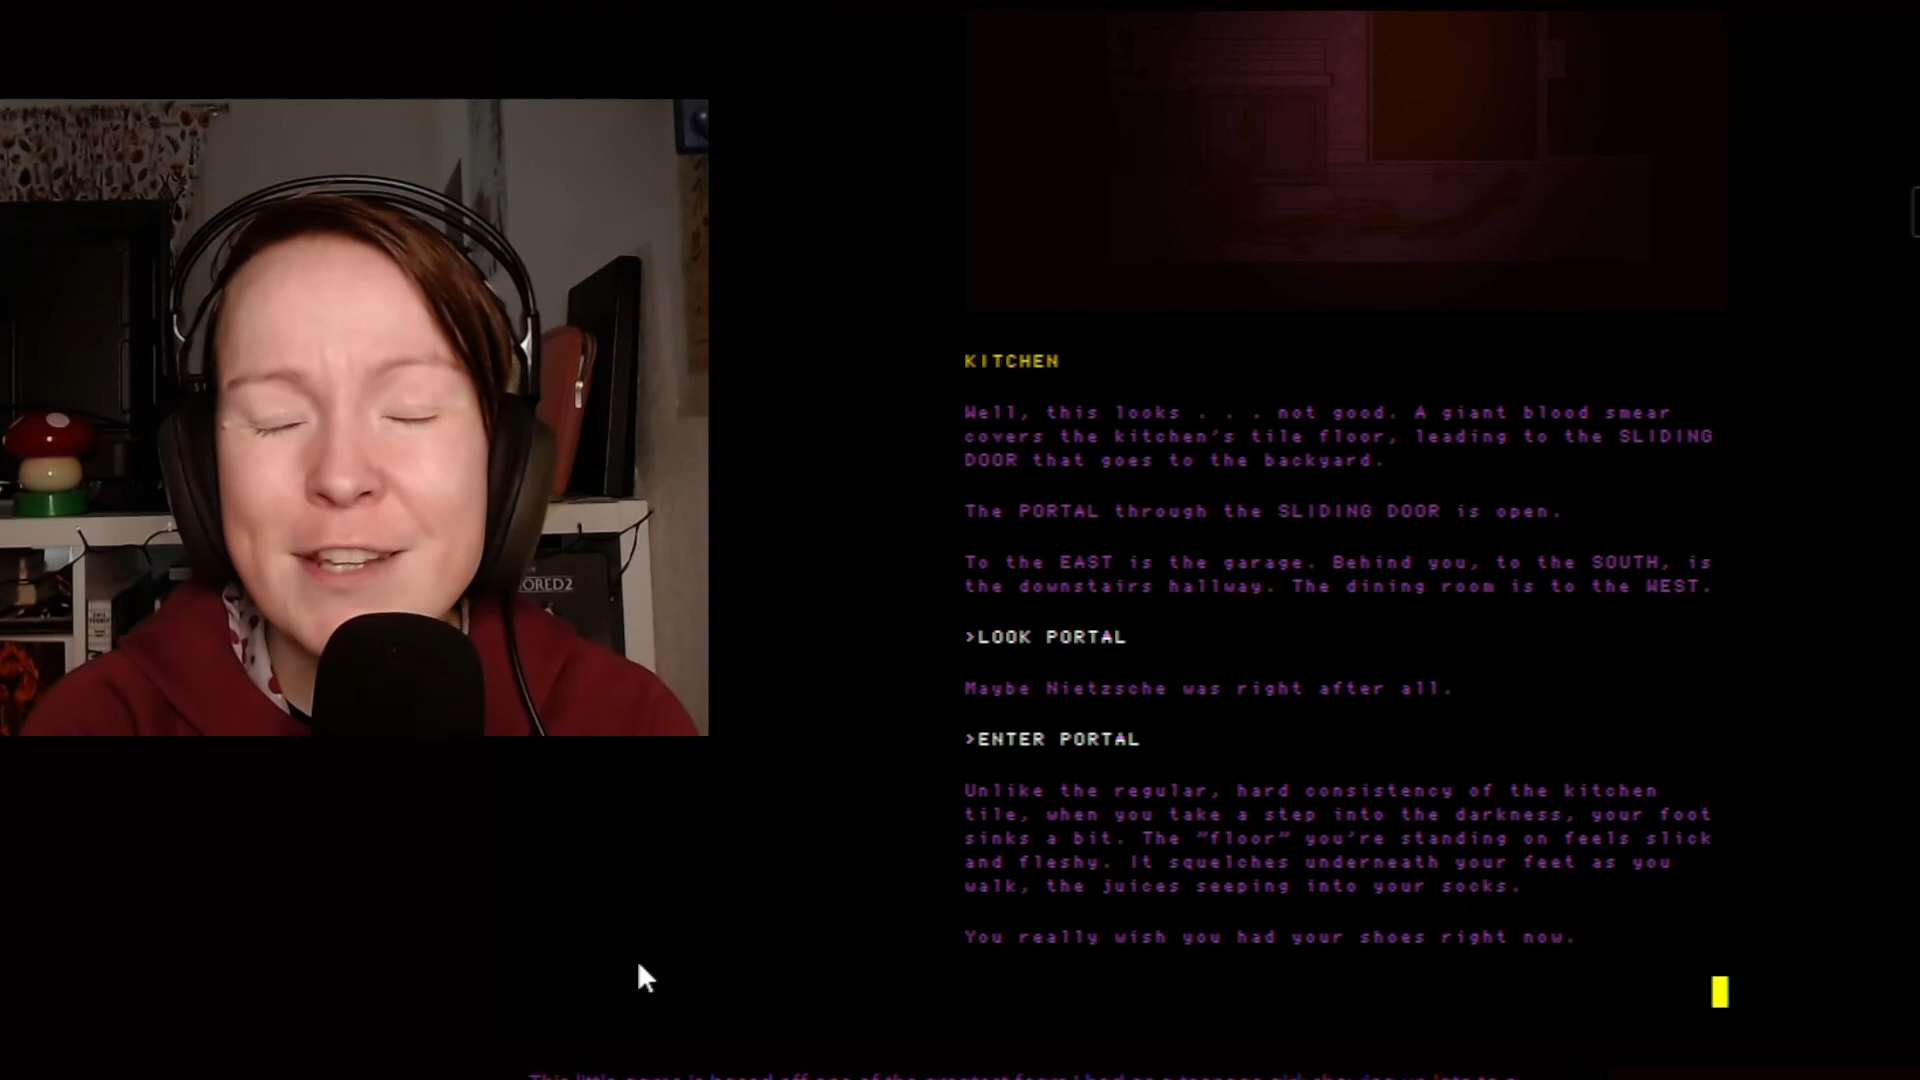 KITCHEN
Well, this looks . . . not good. A giant blood smear
covers the kitchen's tile floor, leading to the SLIDING
DOOR that goes to the backyard.
The PORTAL through the SLIDING DOOR is open.
To the EAST is the garage. Behind you, to the SOUTH, is
the downstairs hallway. The dining room is to the WEST.
>LOOK PORTAL
Maybe Nietzsche was right after all.
>ENTER PORTAL
Unlike the regular, hard consistency of the kitchen
tile, when you take a step into the darkness, your foot
sinks a bit. The "floor" you're standing on feels slick
and fleshy. It squelches underneath your feet as you
walk, the juices seeping into your socks.
You really wish you had your shoes right now.
ORED2